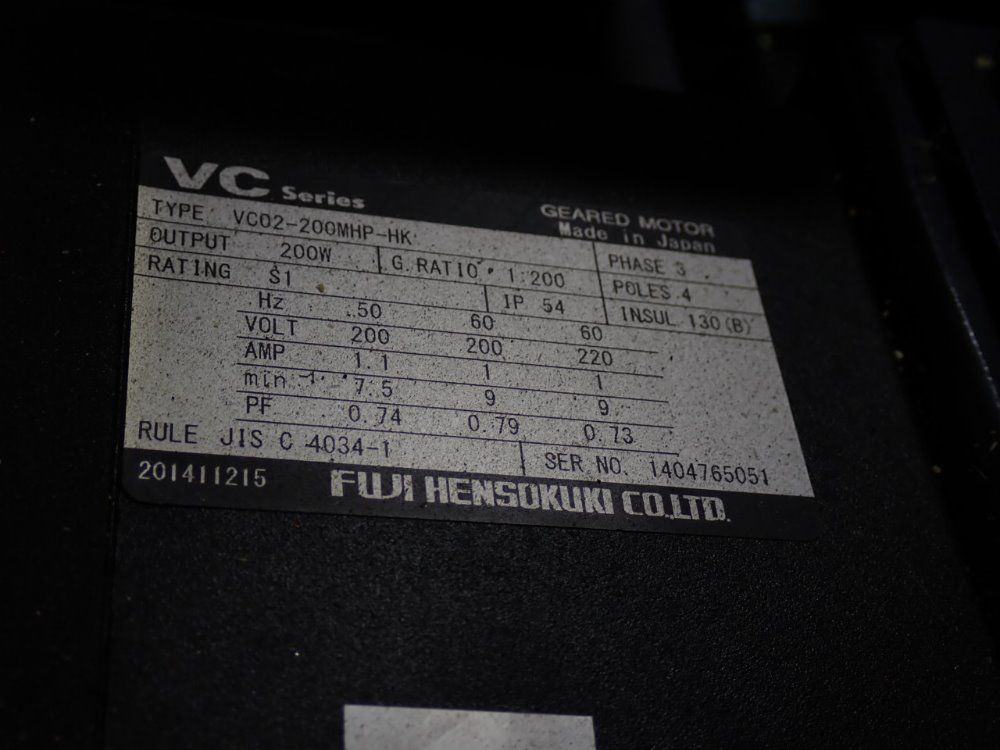 VC Series
GEARED MOTOR
Made in Japan
TYPE VC02-200MHP-HK
PHASE 3
OUTPUT 200W G.RATIO 1:200
POLES 4
RATING S1 IP 54
INSUL 130(B)
Hz 50 60 60
VOLT 200 200 220
AMP 1.1 1 1
min⁻¹ 7.5 9 9
PF 0.74 0.79 0.73
RULE JIS C 4034-1 SER NO. 1404765051
201411215 FUJI HENSOKUKI CO.,LTD.